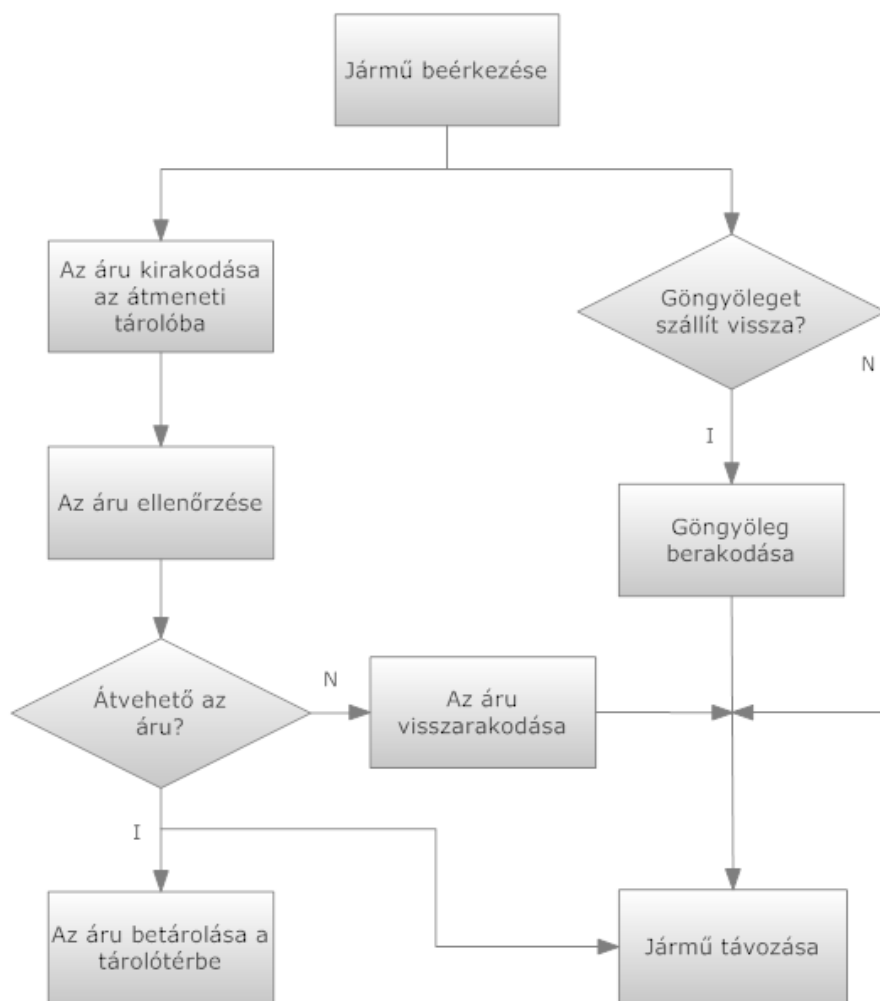 Jármű beérkezése
Az áru kirakodása
az átmeneti
tárolóba
Göngyöleget
szállít vissza?
N
I
Az áru ellenőrzése
Göngyöleg
berakodása
Átvehető az
áru?
N
Az áru
visszarakodása
I
Az áru betárolása a
tárolótérbe
Jármű távozása